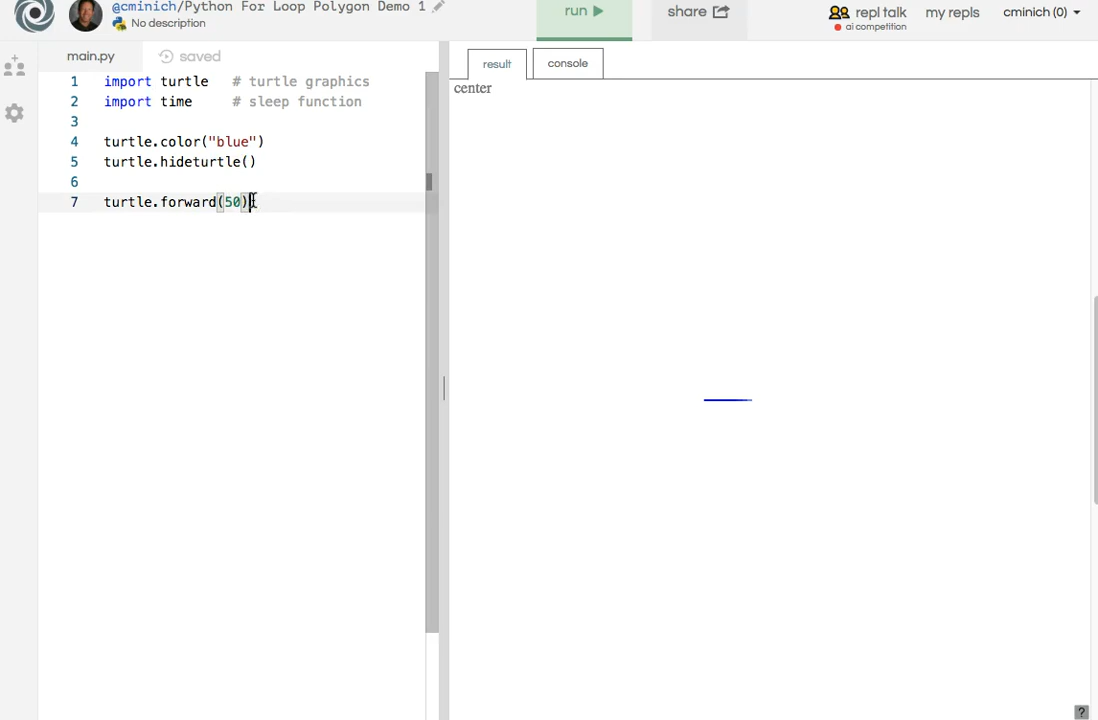 @cminich/Python For Loop Polygon Demo 1
No description
run
share
repl talk
ai competition
my repls
cminich (0)
main.py
saved
result
console
1 import turtle # turtle graphics
2 import time # sleep function
3
4 turtle.color("blue")
5 turtle.hideturtle()
6
7 turtle.forward(50)
center
?